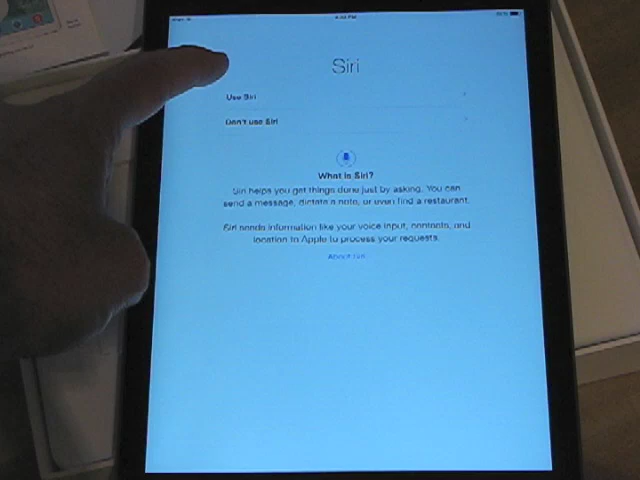 Siri
Use Siri
Don't use Siri
What is Siri?
Siri helps you get things done just by asking. You can
send a message, dictate a note, or even find a restaurant.
Siri sends information like your voice input, contacts, and
location to Apple to process your requests.
About Siri